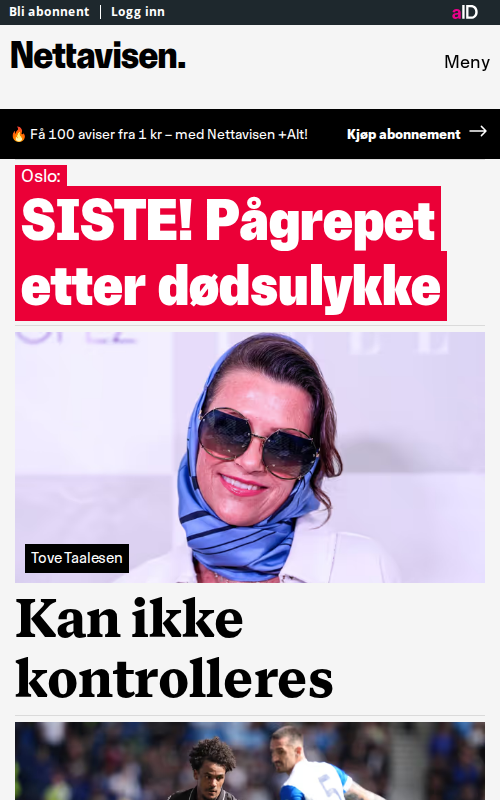 Bli abonnent
Logg inn
aID
Nettavisen.
Meny
🔥 Få 100 aviser fra 1 kr – med Nettavisen +Alt!
Kjøp abonnement →
Oslo:
SISTE! Pågrepet
etter dødsulykke
Tove Taalesen
Kan ikke
kontrolleres
5